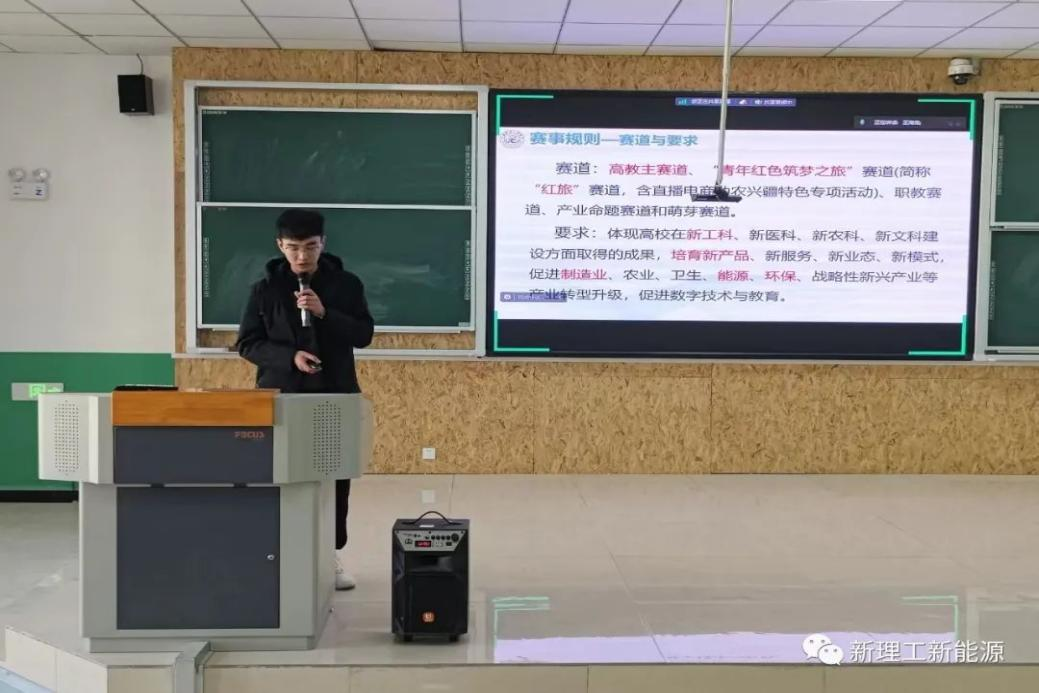 赛事规则—赛道与要求
赛道：高教主赛道、“青年红色筑梦之旅”赛道(简称
“红旅”赛道，含直播电商助农兴疆特色专项活动)、职教赛
道、产业命题赛道和萌芽赛道。
要求：体现高校在新工科、新医科、新农科、新文科建
设方面取得的成果，培育新产品、新服务、新业态、新模式，
促进制造业、农业、卫生、能源、环保、战略性新兴产业等
产业转型升级，促进数字技术与教育。
FOCUS
新理工新能源